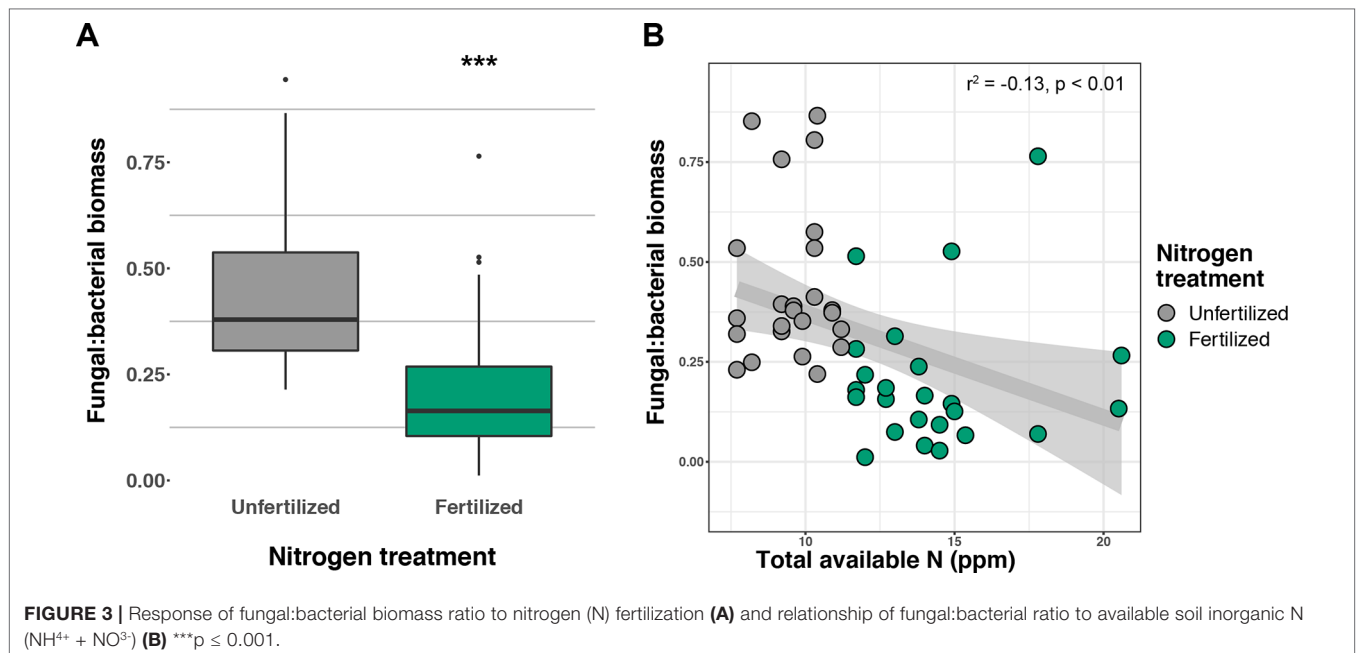 A
***
Fungal:bacterial biomass
0.75
0.50
0.25
0.00
Unfertilized
Fertilized
Nitrogen treatment
B
r² = -0.13, p < 0.01
Fungal:bacterial biomass
0.75
0.50
0.25
0.00
10
15
20
Total available N (ppm)
Nitrogen
treatment
Unfertilized
Fertilized
FIGURE 3 | Response of fungal:bacterial biomass ratio to nitrogen (N) fertilization (A) and relationship of fungal:bacterial ratio to available soil inorganic N
(NH⁴⁺ + NO³⁻) (B) ***p ≤ 0.001.